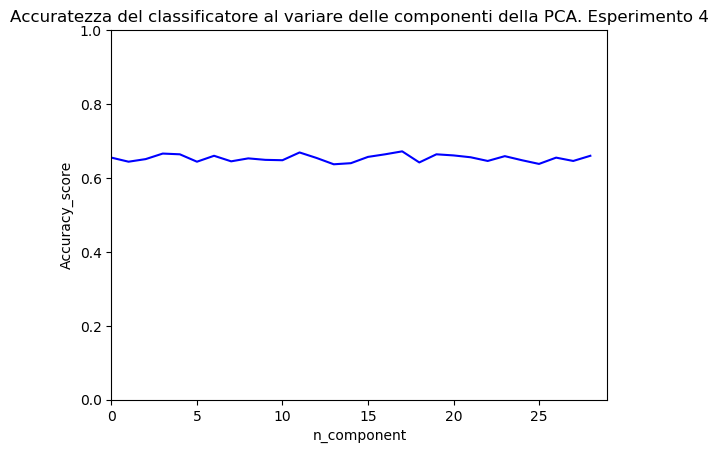 Accuratezza del classificatore al variare delle componenti della PCA. Esperimento 4
1.0
0.8
0.6
0.4
0.2
0.0
Accuracy_score
0 5 10 15 20 25
n_component